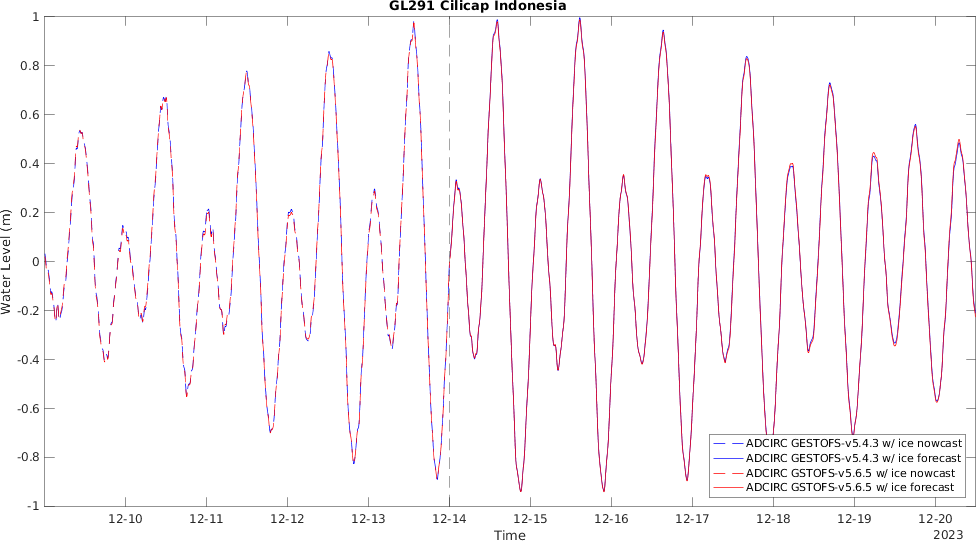 GL291 Cilicap Indonesia
Water Level (m)
1
0.8
0.6
0.4
0.2
0
-0.2
-0.4
-0.6
-0.8
-1
12-10 12-11 12-12 12-13 12-14 12-15 12-16 12-17 12-18 12-19 12-20
Time
2023
ADCIRC GESTOFS-v5.4.3 w/ ice nowcast
ADCIRC GESTOFS-v5.4.3 w/ ice forecast
ADCIRC GSTOFS-v5.6.5 w/ ice nowcast
ADCIRC GSTOFS-v5.6.5 w/ ice forecast